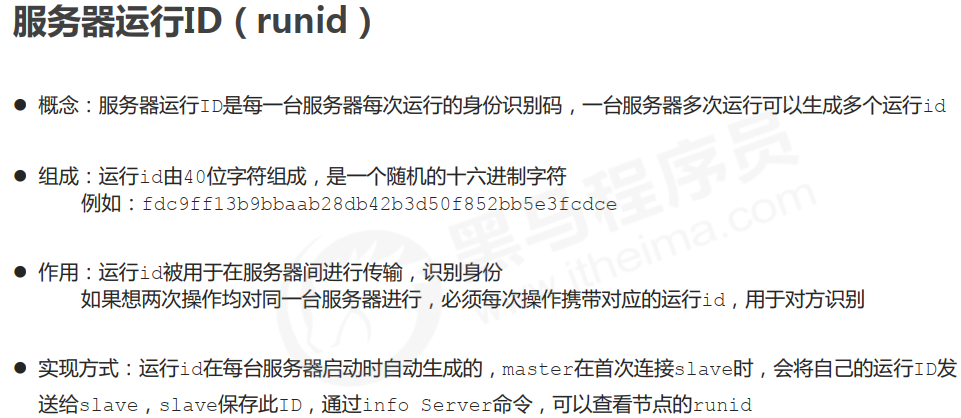 服务器运行ID（runid）
● 概念：服务器运行ID是每一台服务器每次运行的身份识别码，一台服务器多次运行可以生成多个运行id
● 组成：运行id由40位字符组成，是一个随机的十六进制字符
例如：fdc9ff13b9bbaab28db42b3d50f852bb5e3fcdce
● 作用：运行id被用于在服务器间进行传输，识别身份
如果想两次操作均对同一台服务器进行，必须每次操作携带对应的运行id，用于对方识别
● 实现方式：运行id在每台服务器启动时自动生成的，master在首次连接slave时，会将自己的运行ID发
送给slave，slave保存此ID，通过info Server命令，可以查看节点的runid
黑马程序员
www.itheima.com